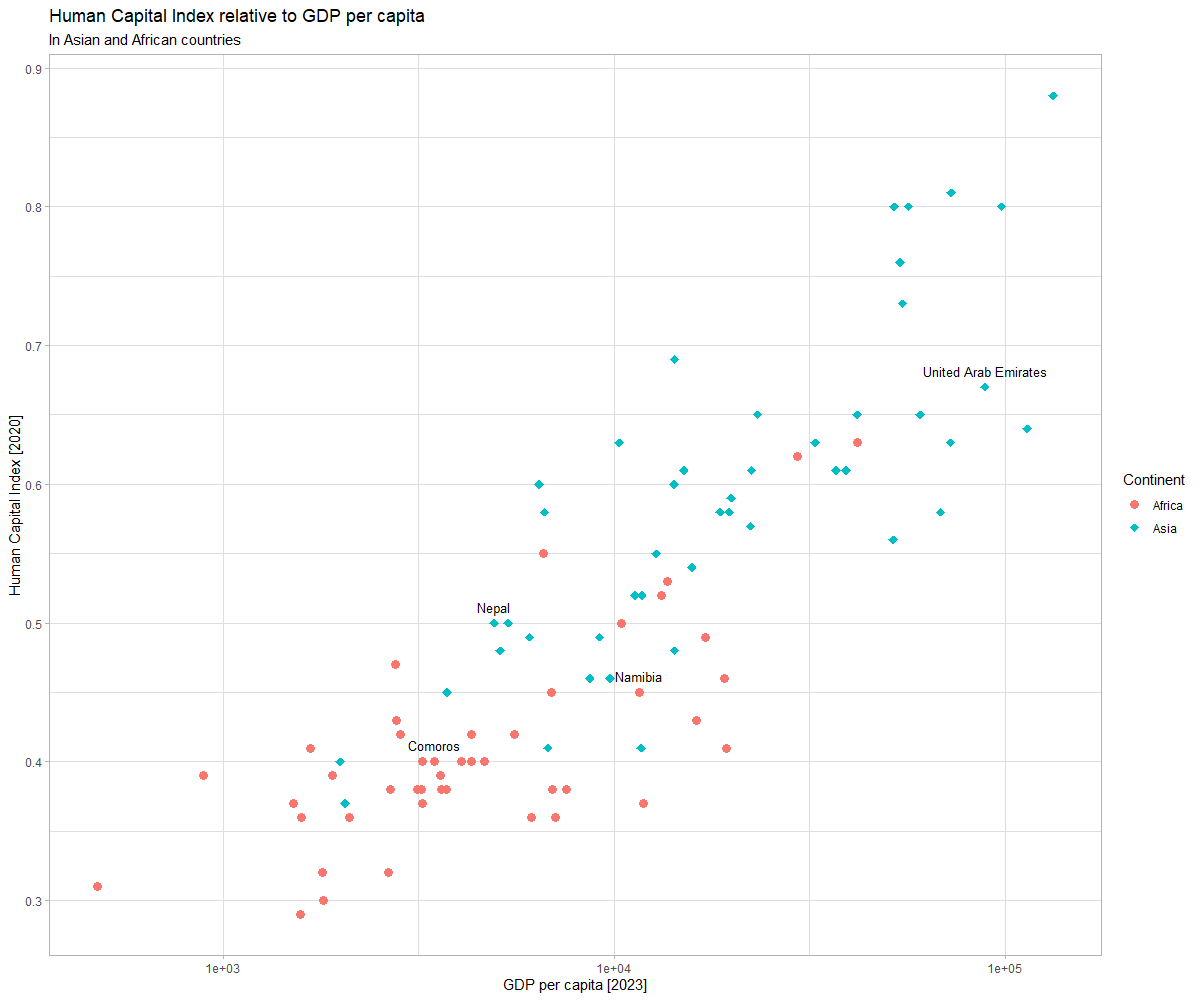 Human Capital Index relative to GDP per capita
In Asian and African countries
Human Capital Index [2020]
0.9
0.8
0.7
0.6
0.5
0.4
0.3
United Arab Emirates
Nepal
Namibia
Comoros
1e+03 1e+04 1e+05
GDP per capita [2023]
Continent
Africa
Asia